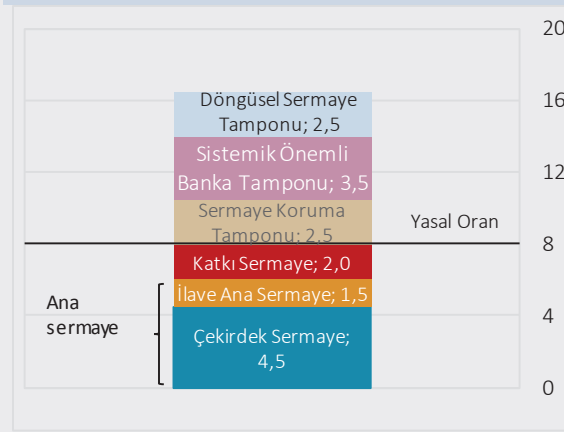 20
Döngüsel Sermaye
Tamponu; 2,5
16
Sistemik Önemli
Banka Tamponu; 3,5
12
Sermaye Koruma
Tamponu; 2,5
Yasal Oran
8
Katkı Sermaye; 2,0
İlave Ana Sermaye; 1,5
Ana
sermaye
4
Çekirdek Sermaye;
4,5
0